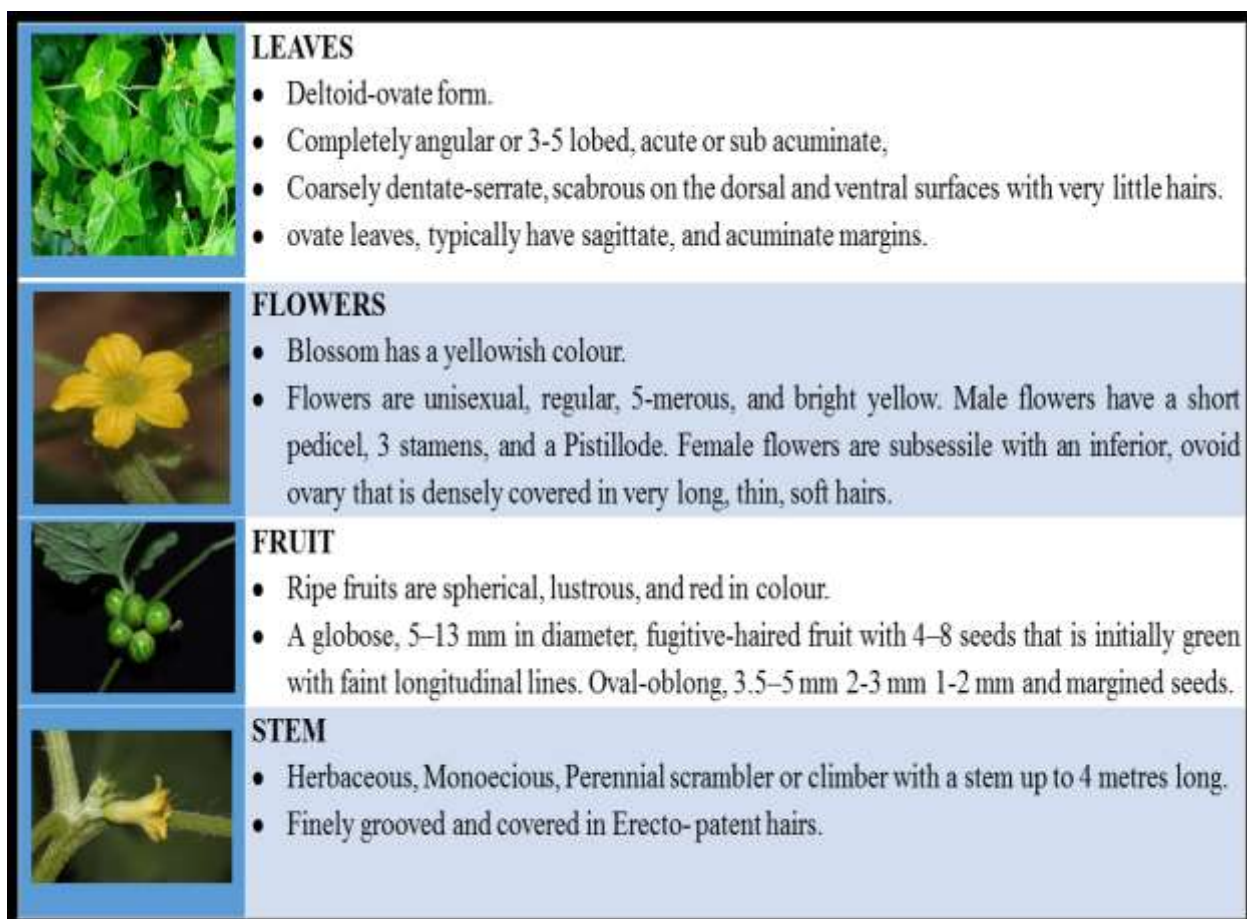 LEAVES
• Deltoid-ovate form.
• Completely angular or 3-5 lobed, acute or sub acuminate,
• Coarsely dentate-serrate, scabrous on the dorsal and ventral surfaces with very little hairs.
• ovate leaves, typically have sagittate, and acuminate margins.
FLOWERS
• Blossom has a yellowish colour.
• Flowers are unisexual, regular, 5-merous, and bright yellow. Male flowers have a short
pedicel, 3 stamens, and a Pistillode. Female flowers are subsessile with an inferior, ovoid
ovary that is densely covered in very long, thin, soft hairs.
FRUIT
• Ripe fruits are spherical, lustrous, and red in colour.
• A globose, 5–13 mm in diameter, fugitive-haired fruit with 4–8 seeds that is initially green
with faint longitudinal lines. Oval-oblong, 3.5–5 mm 2-3 mm 1-2 mm and margined seeds.
STEM
• Herbaceous, Monoecious, Perennial scrambler or climber with a stem up to 4 metres long.
• Finely grooved and covered in Erecto- patent hairs.